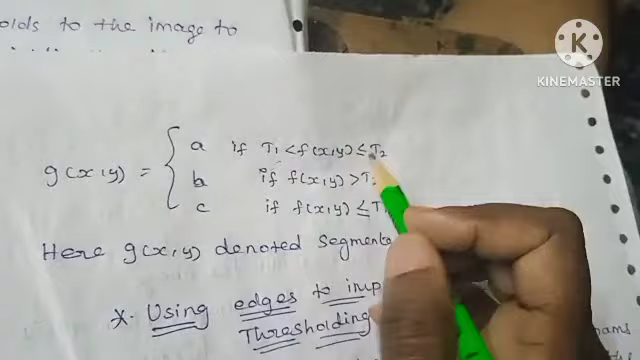 olds to the image to
KINEMASTER
g(x,y) = { a if T1 < f(x,y) ≤ T2
b if f(x,y) > T
c if f(x,y) ≤ T
Here g(x,y) denoted segmente
* Using edges to imp
Thresholding